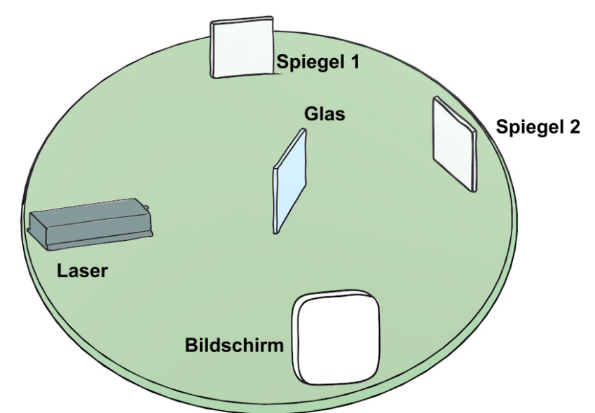 Spiegel 1
Glas
Spiegel 2
Laser
Bildschirm